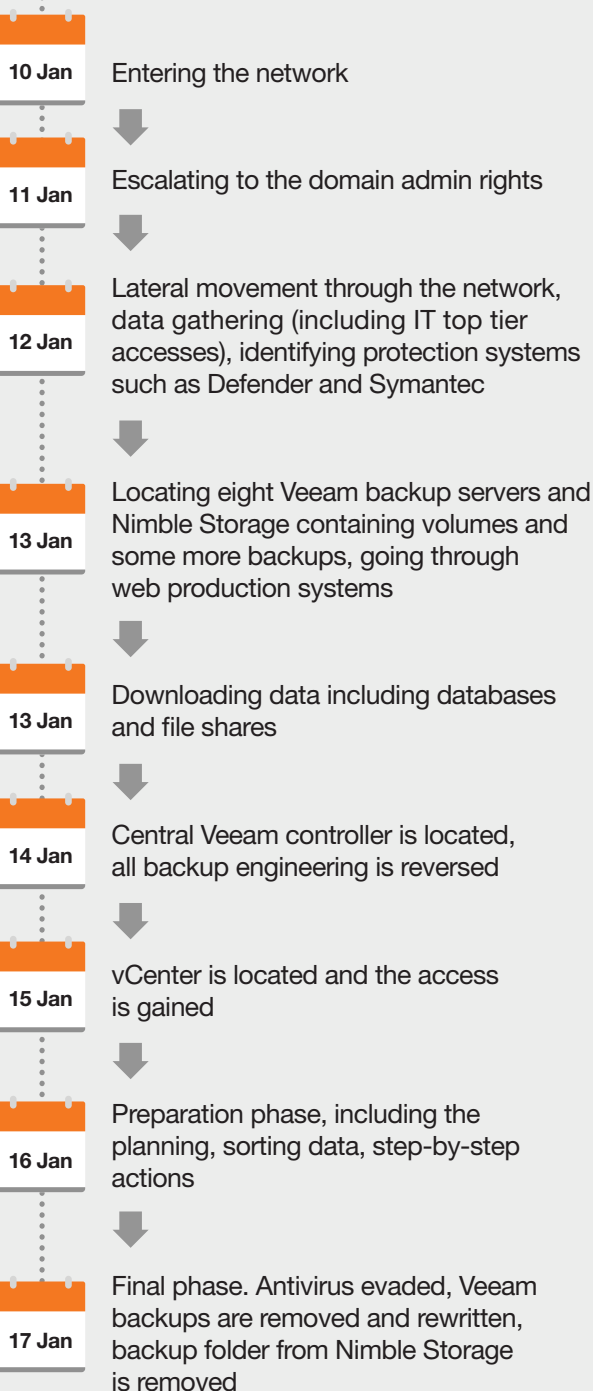 10 Jan
Entering the network
11 Jan
Escalating to the domain admin rights
12 Jan
Lateral movement through the network,
data gathering (including IT top tier
accesses), identifying protection systems
such as Defender and Symantec
13 Jan
Locating eight Veeam backup servers and
Nimble Storage containing volumes and
some more backups, going through
web production systems
13 Jan
Downloading data including databases
and file shares
14 Jan
Central Veeam controller is located,
all backup engineering is reversed
15 Jan
vCenter is located and the access
is gained
16 Jan
Preparation phase, including the
planning, sorting data, step-by-step
actions
17 Jan
Final phase. Antivirus evaded, Veeam
backups are removed and rewritten,
backup folder from Nimble Storage
is removed